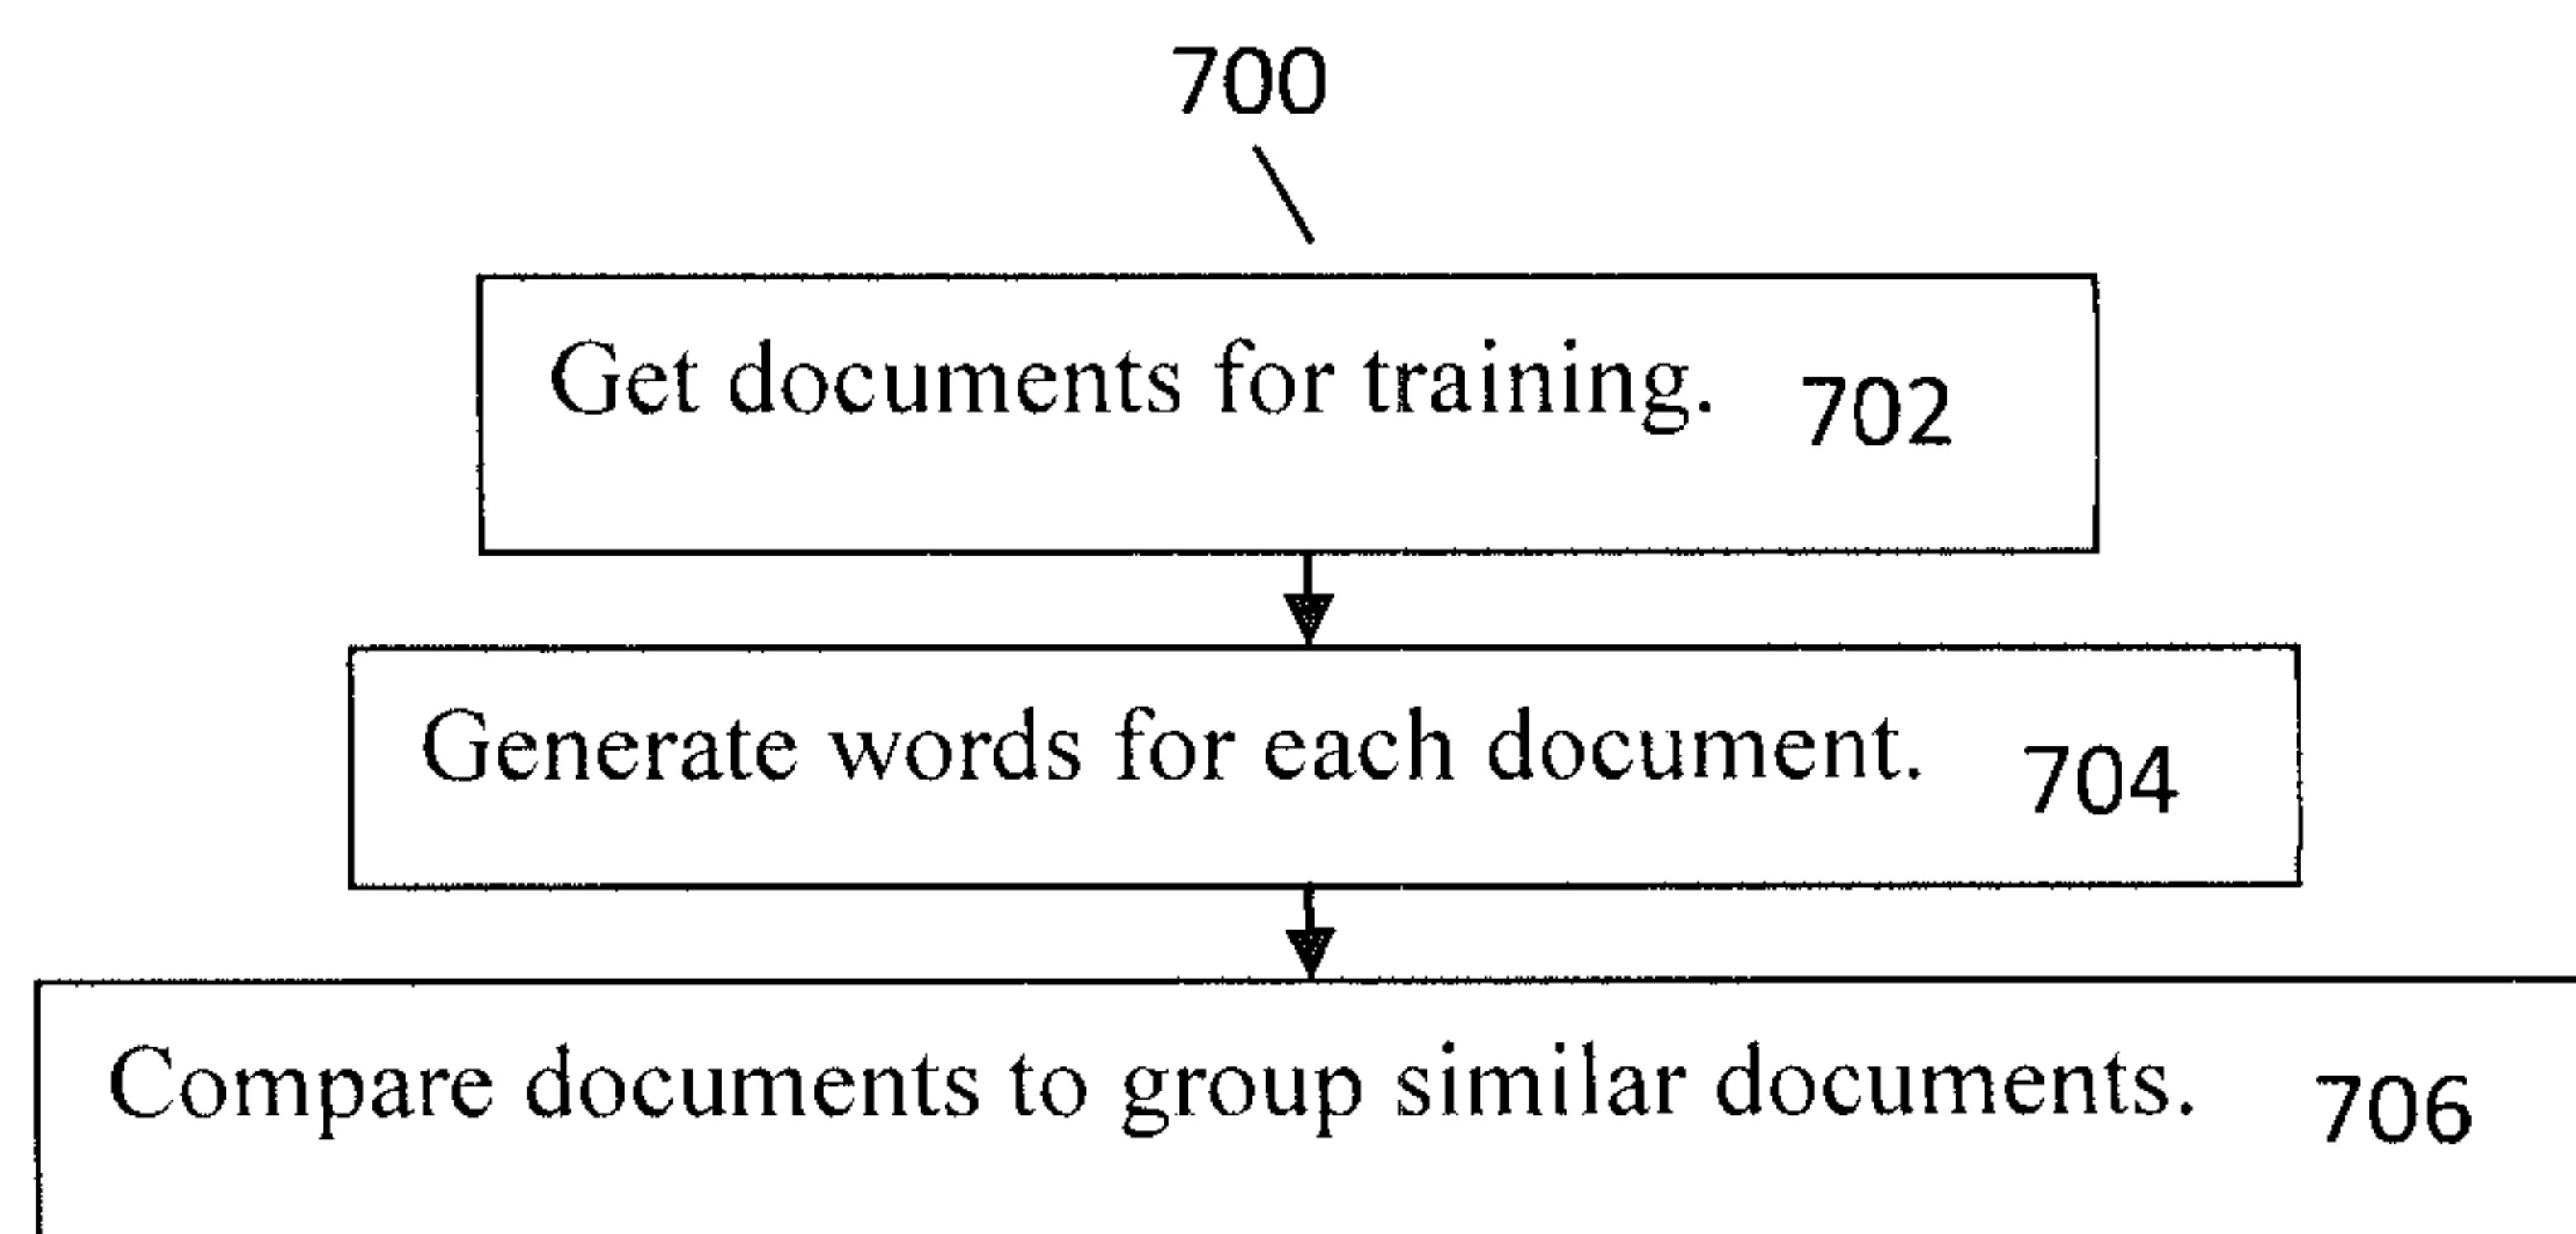 700
Get documents for training. 702
Generate words for each document. 704
Compare documents to group similar documents. 706